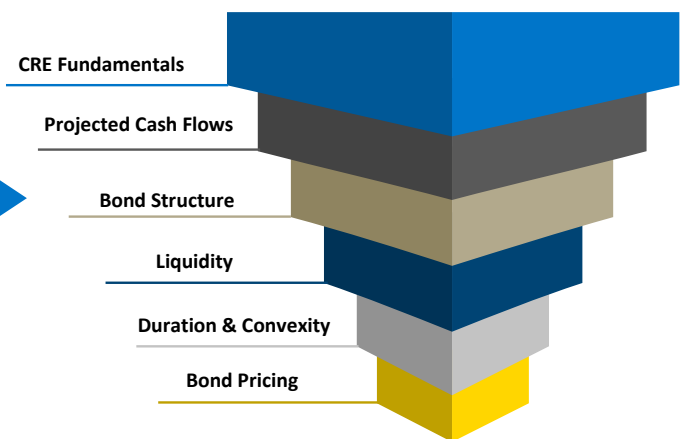 CRE Fundamentals
Projected Cash Flows
Bond Structure
Liquidity
Duration & Convexity
Bond Pricing